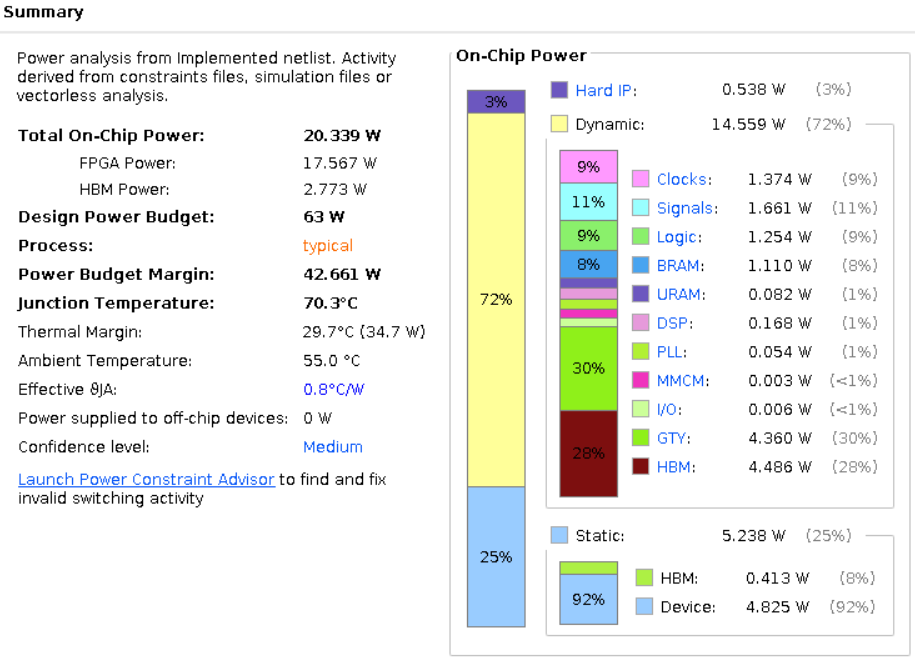 Summary
Power analysis from Implemented netlist. Activity
derived from constraints files, simulation files or
vectorless analysis.
Total On-Chip Power: 20.339 W
FPGA Power: 17.567 W
HBM Power: 2.773 W
Design Power Budget: 63 W
Process: typical
Power Budget Margin: 42.661 W
Junction Temperature: 70.3°C
Thermal Margin: 29.7°C (34.7 W)
Ambient Temperature: 55.0 °C
Effective ϑJA: 0.8°C/W
Power supplied to off-chip devices: 0 W
Confidence level: Medium
Launch Power Constraint Advisor to find and fix
invalid switching activity
On-Chip Power
3%
72%
25%
Hard IP: 0.538 W (3%)
Dynamic: 14.559 W (72%)
9%
11%
9%
8%
30%
28%
Clocks: 1.374 W (9%)
Signals: 1.661 W (11%)
Logic: 1.254 W (9%)
BRAM: 1.110 W (8%)
URAM: 0.082 W (1%)
DSP: 0.168 W (1%)
PLL: 0.054 W (1%)
MMCM: 0.003 W (<1%)
I/O: 0.006 W (<1%)
GTY: 4.360 W (30%)
HBM: 4.486 W (28%)
Static: 5.238 W (25%)
92%
HBM: 0.413 W (8%)
Device: 4.825 W (92%)